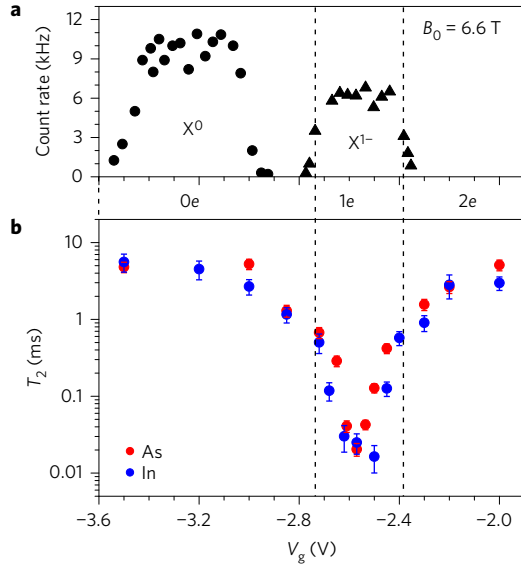 a
B₀ = 6.6 T
12
9
6
3
0
Count rate (kHz)
X⁰
X¹⁻
0e
1e
2e
b
10
1
0.1
0.01
T₂ (ms)
As
In
−3.6
−3.2
−2.8
−2.4
−2.0
V_g (V)